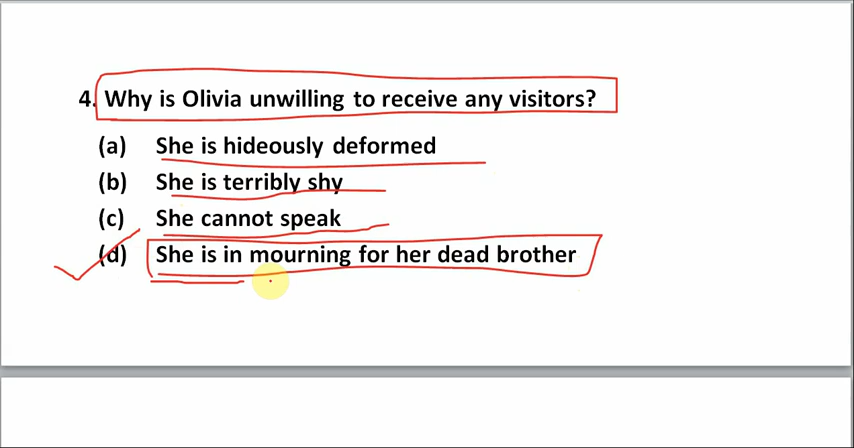 4. Why is Olivia unwilling to receive any visitors?
(a) She is hideously deformed
(b) She is terribly shy
(c) She cannot speak
(d) She is in mourning for her dead brother